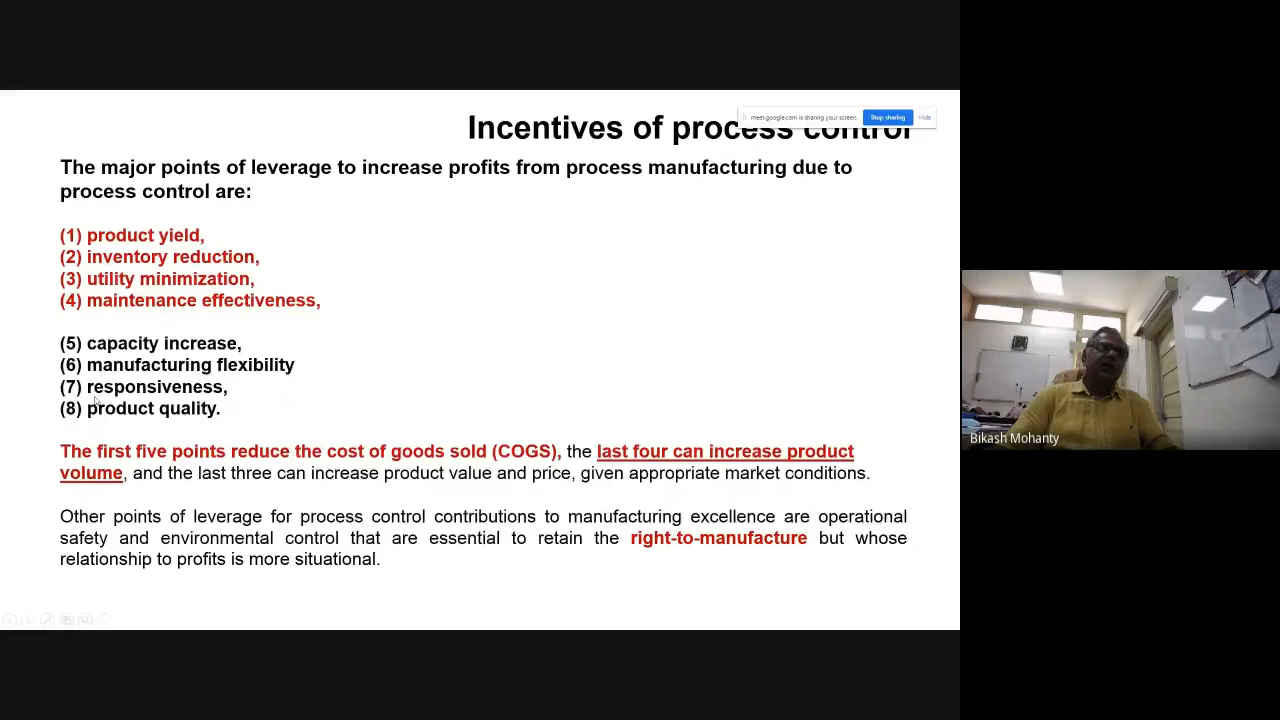 Incentives of process control
meet.google.com is sharing your screen.
Stop sharing
Hide
The major points of leverage to increase profits from process manufacturing due to
process control are:
(1) product yield,
(2) inventory reduction,
(3) utility minimization,
(4) maintenance effectiveness,
(5) capacity increase,
(6) manufacturing flexibility
(7) responsiveness,
(8) product quality.
The first five points reduce the cost of goods sold (COGS), the last four can increase product
volume, and the last three can increase product value and price, given appropriate market conditions.
Other points of leverage for process control contributions to manufacturing excellence are operational
safety and environmental control that are essential to retain the right-to-manufacture but whose
relationship to profits is more situational.
Bikash Mohanty